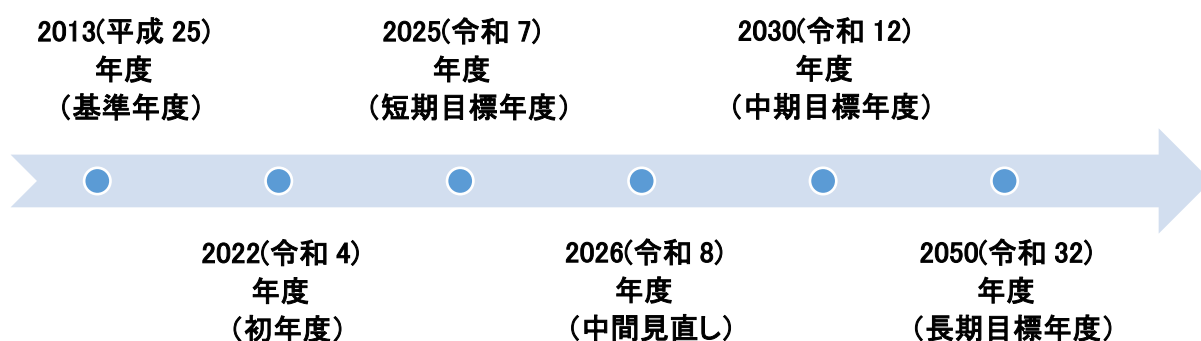 2013(平成 25)
年度
（基準年度）
2025(令和 7)
年度
（短期目標年度）
2030(令和 12)
年度
（中期目標年度）
2022(令和 4)
年度
（初年度）
2026(令和 8)
年度
（中間見直し）
2050(令和 32)
年度
（長期目標年度）